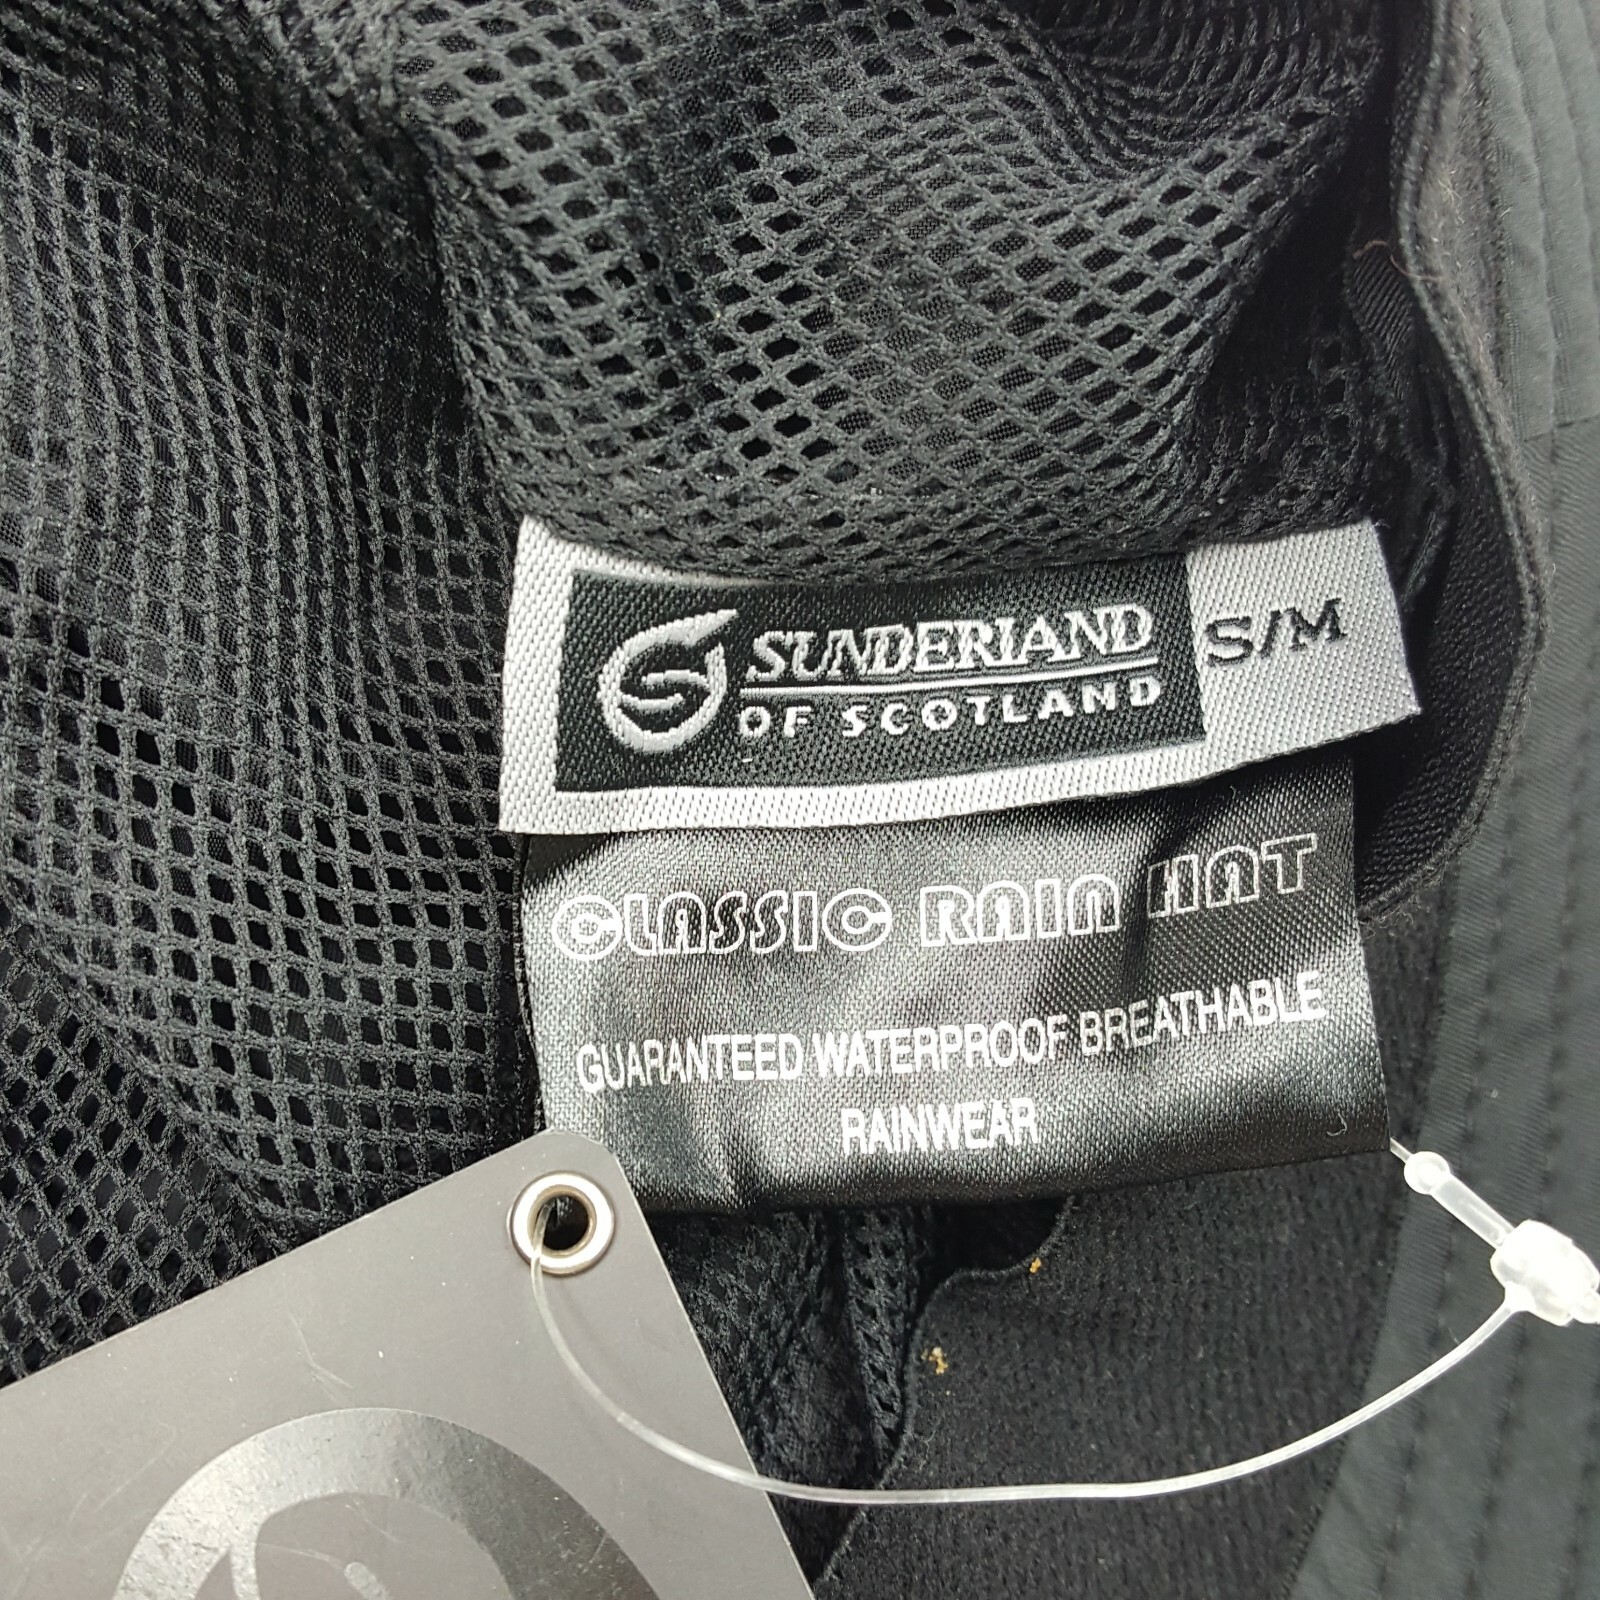 SUNDERLAND
OF SCOTLAND
S/M
CLASSIC RAIN HAT
GUARANTEED WATERPROOF BREATHABLE
RAINWEAR